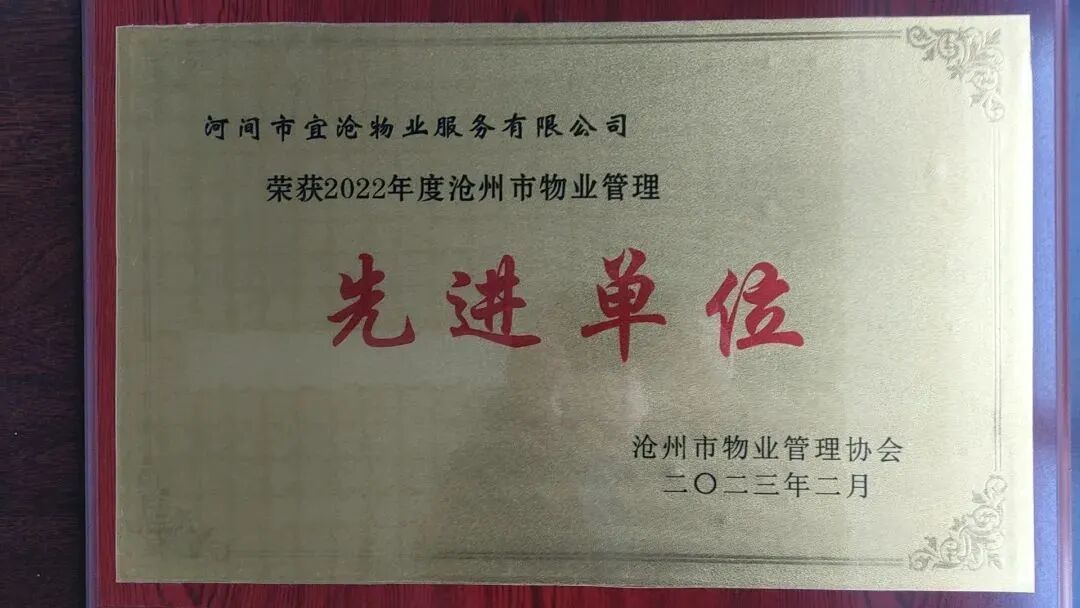 河间市宜沧物业服务有限公司
荣获2022年度沧州市物业管理
先进单位
沧州市物业管理协会
二〇二三年二月